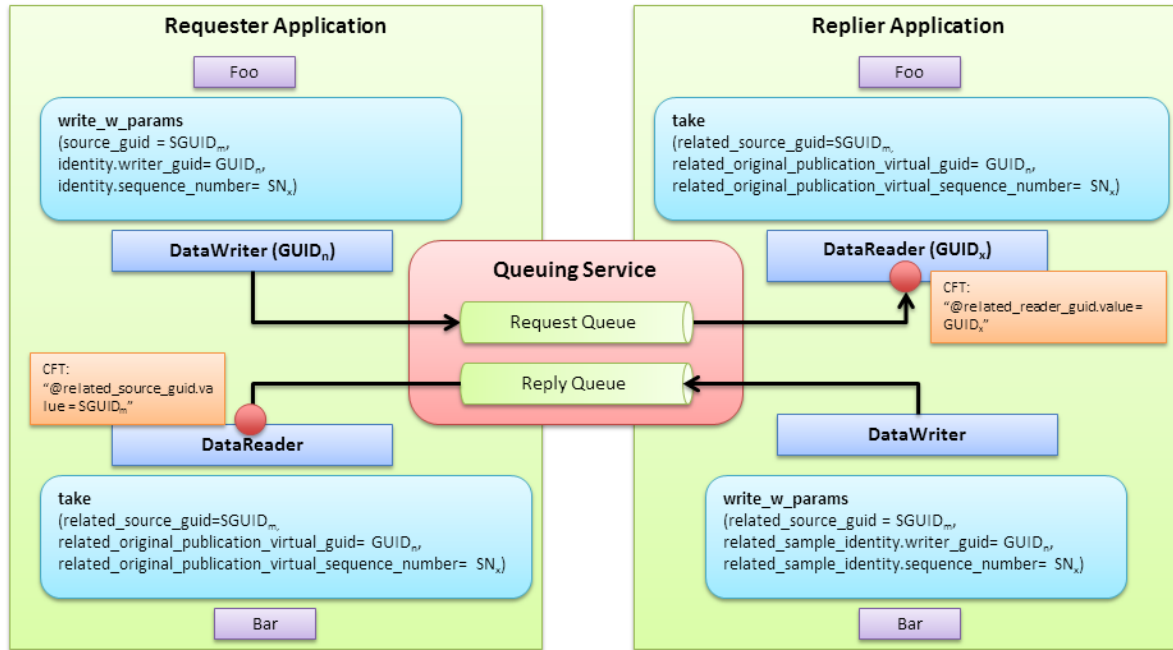 Requester Application
Foo
write_w_params
(source_guid = SGUIDm,
identity.writer_guid= GUIDn,
identity.sequence_number= SNx)
DataWriter (GUIDn)
CFT:
“@related_source_guid.va
lue = SGUIDm”
DataReader
take
(related_source_guid=SGUIDm,
related_original_publication_virtual_guid= GUIDn,
related_original_publication_virtual_sequence_number= SNx)
Bar
Queuing Service
Request Queue
Reply Queue
Replier Application
Foo
take
(related_source_guid=SGUIDm,
related_original_publication_virtual_guid= GUIDn,
related_original_publication_virtual_sequence_number= SNx)
DataReader (GUIDx)
CFT:
“@related_reader_guid.value=
GUIDx”
DataWriter
write_w_params
(related_source_guid = SGUIDm,
related_sample_identity.writer_guid= GUIDn,
related_sample_identity.sequence_number= SNx)
Bar